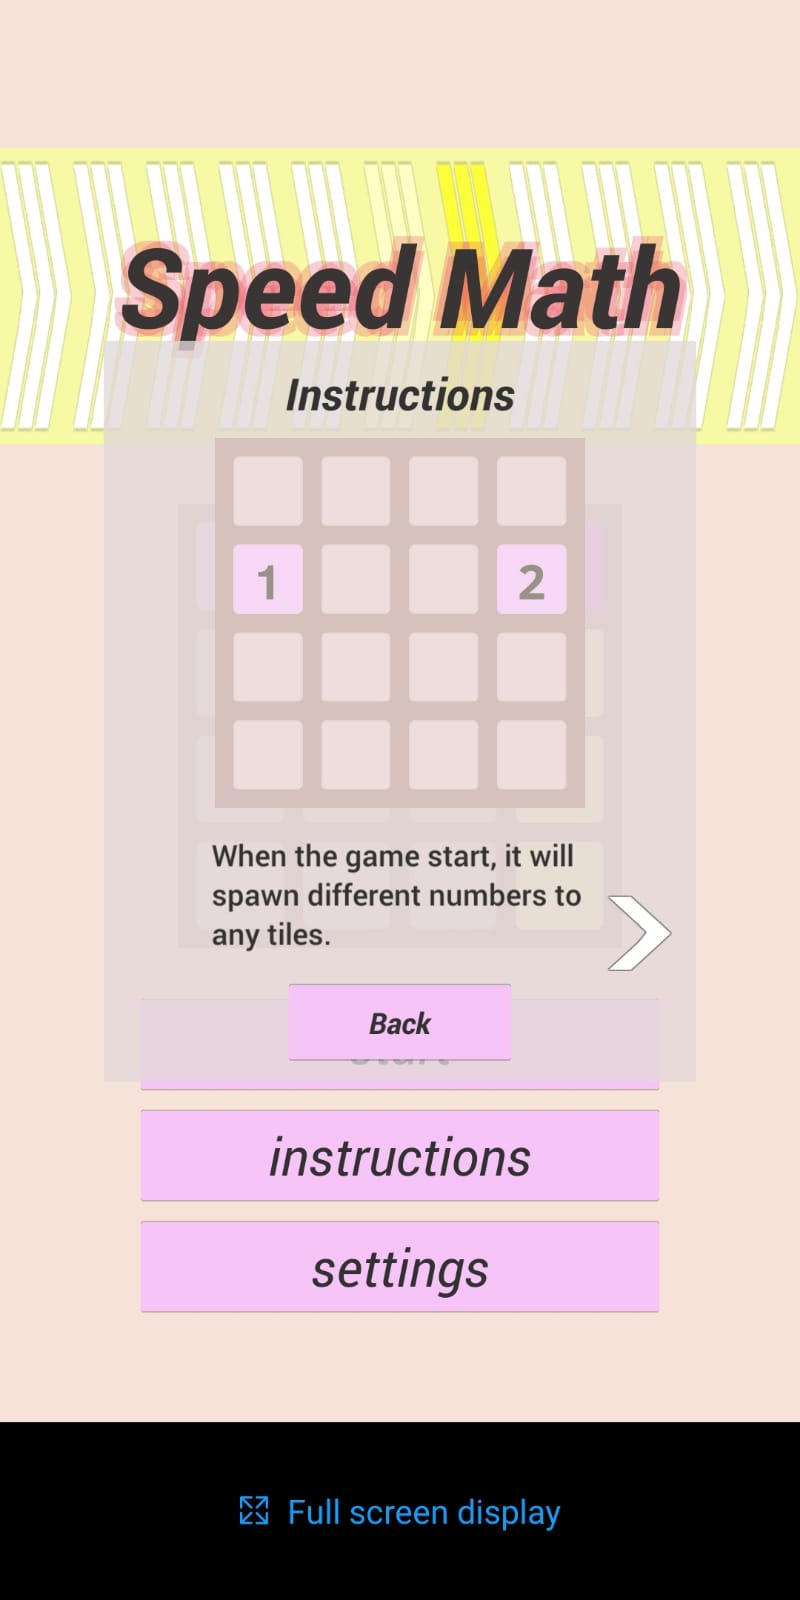 Speed Math
Instructions
1 2
When the game start, it will
spawn different numbers to
any tiles.
Back
start
instructions
settings
Full screen display